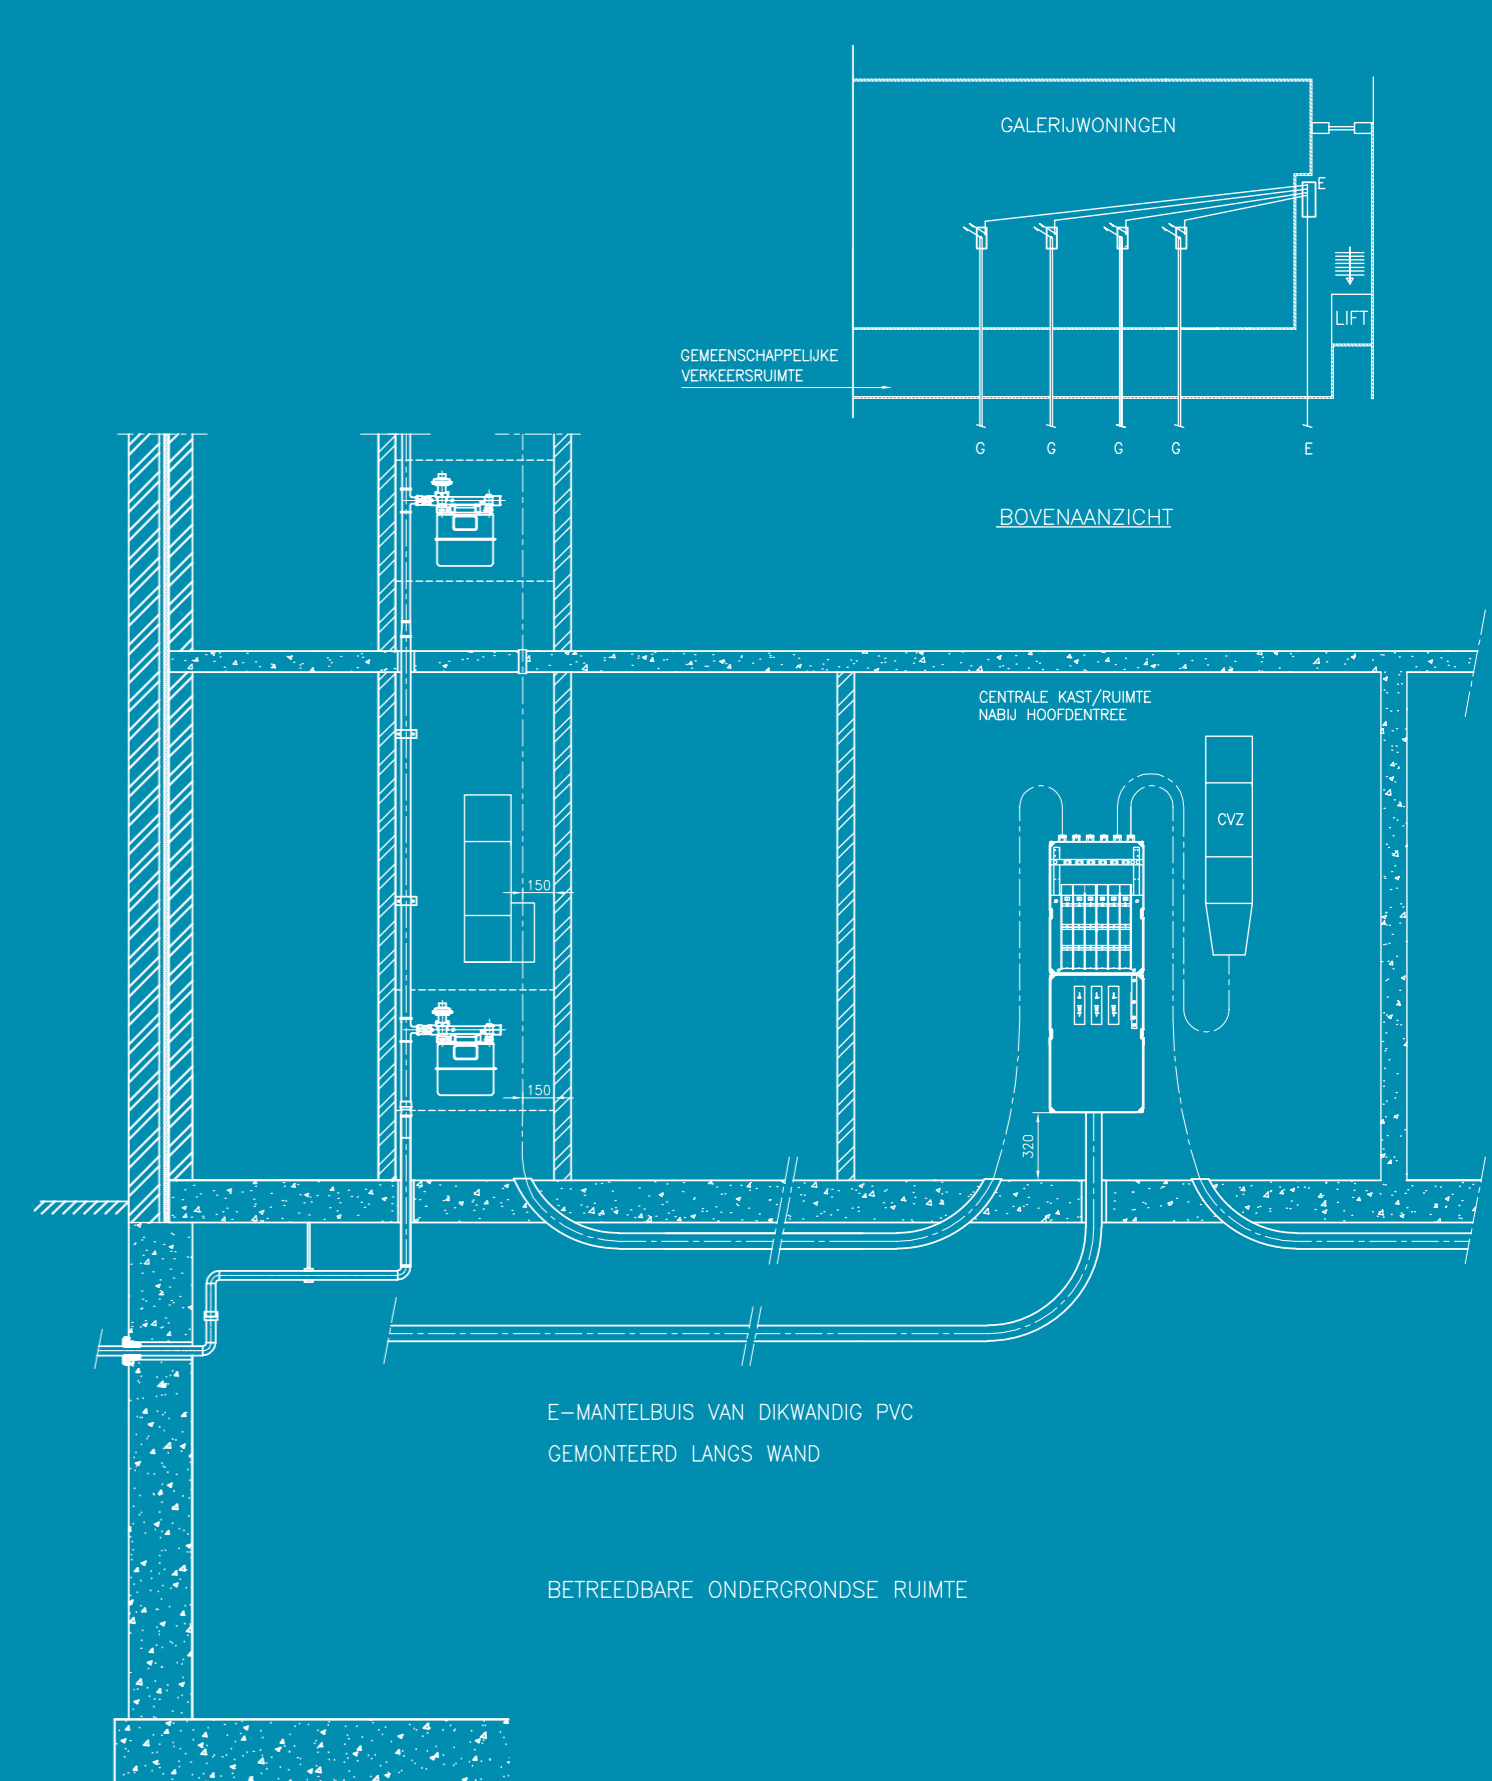 GALERIJWONINGEN
E
LIFT
GEMEENSCHAPPELIJKE
VERKEERSRUIMTE
G G G G E
BOVENAANZICHT
CENTRALE KAST/RUIMTE
NABIJ HOOFDENTREE
CVZ
150
150
320
E-MANTELBUIS VAN DIKWANDIG PVC
GEMONTEERD LANGS WAND
BETREEDBARE ONDERGRONDSE RUIMTE